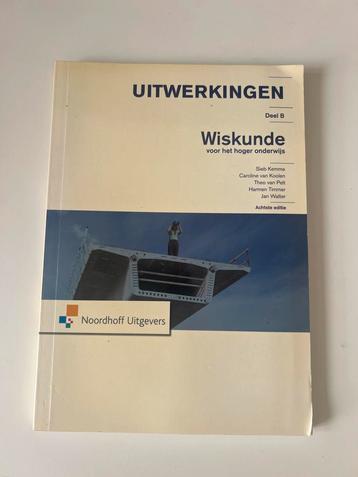 UITWERKINGEN
Deel B
Wiskunde
voor het hoger onderwijs
Sieb Kemme
Caroline van Koolen
Theo van Pelt
Harmen Timmer
Jan Walter
Achtste editie
Noordhoff Uitgevers